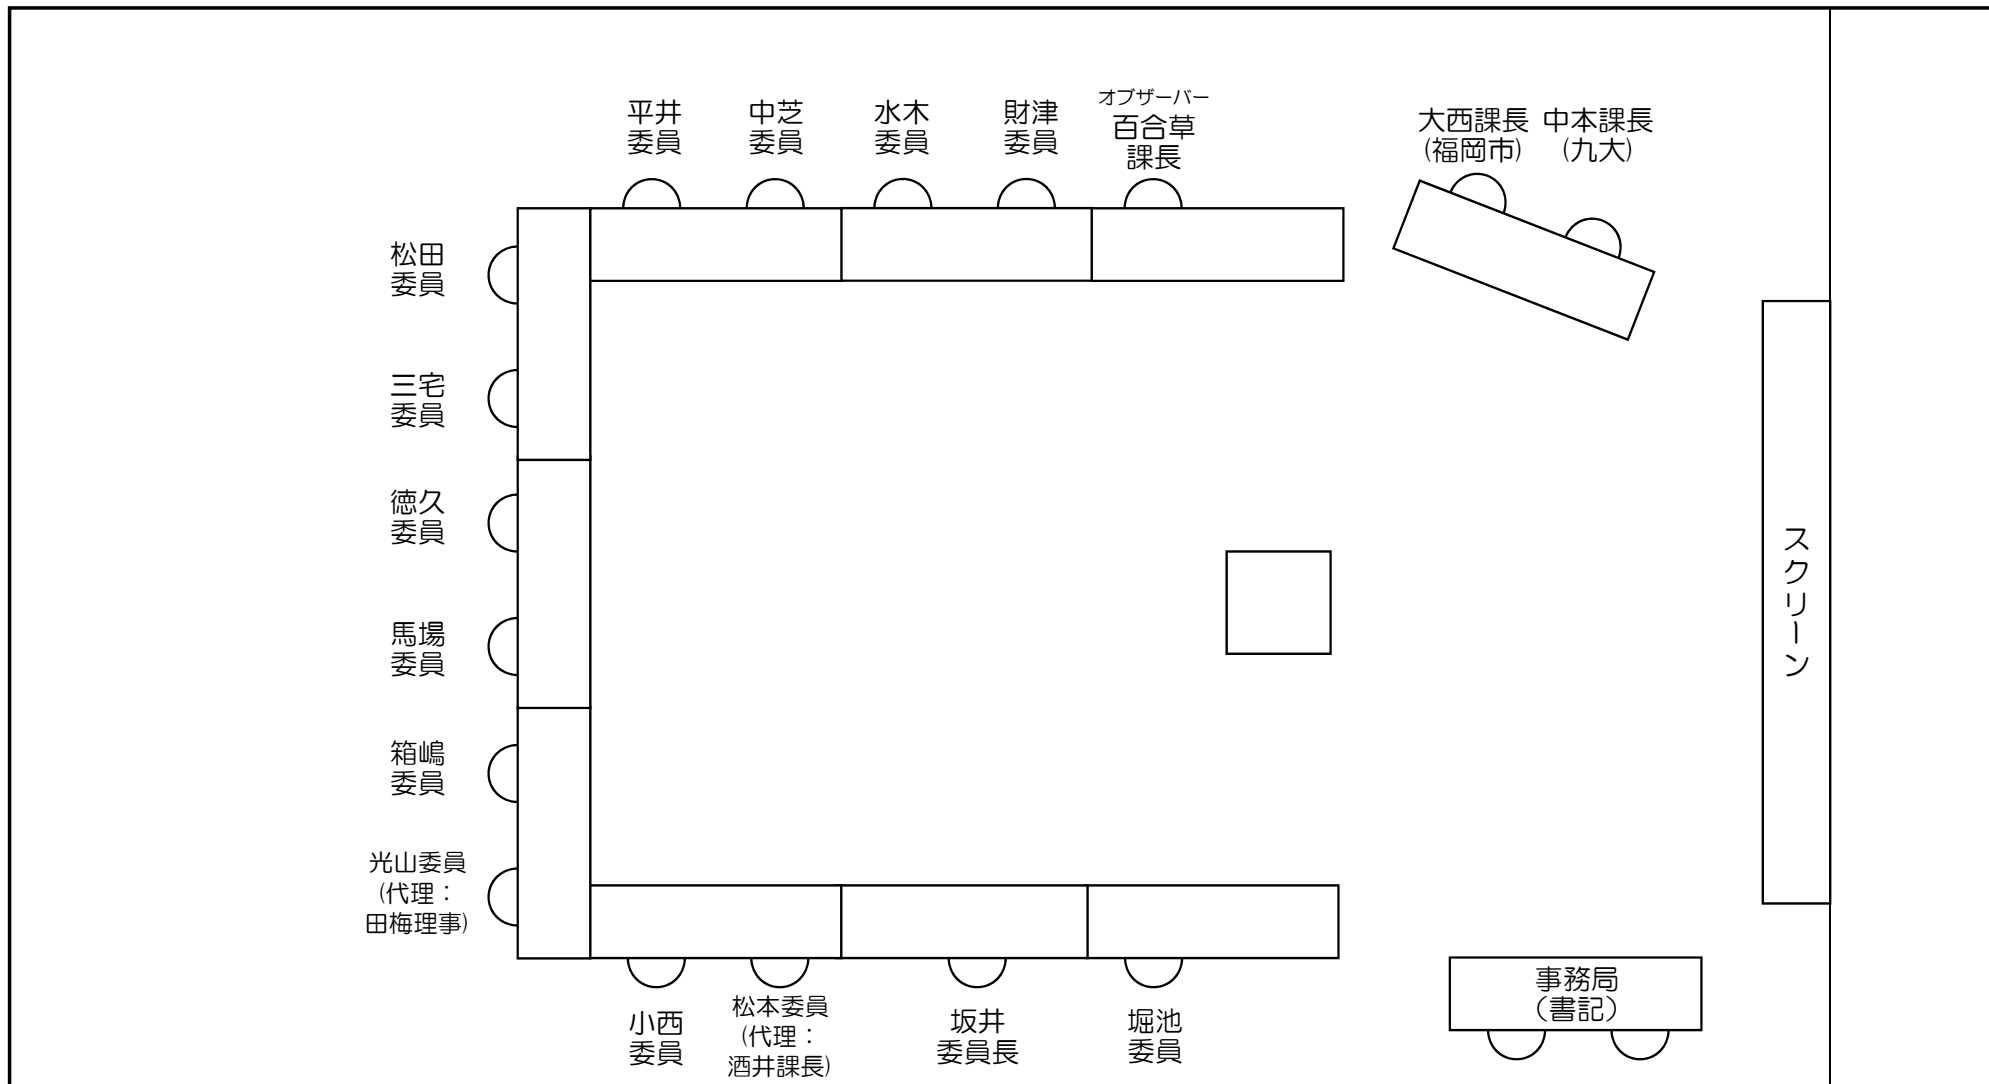 平井
委員
中芝
委員
水木
委員
財津
委員
オブザーバー
百合草
課長
大西課長
(福岡市)
中本課長
(九大)
松田
委員
三宅
委員
徳久
委員
馬場
委員
箱嶋
委員
光山委員
(代理：
田梅理事)
小西
委員
松本委員
(代理：
酒井課長)
坂井
委員長
堀池
委員
スクリーン
事務局
(書記)